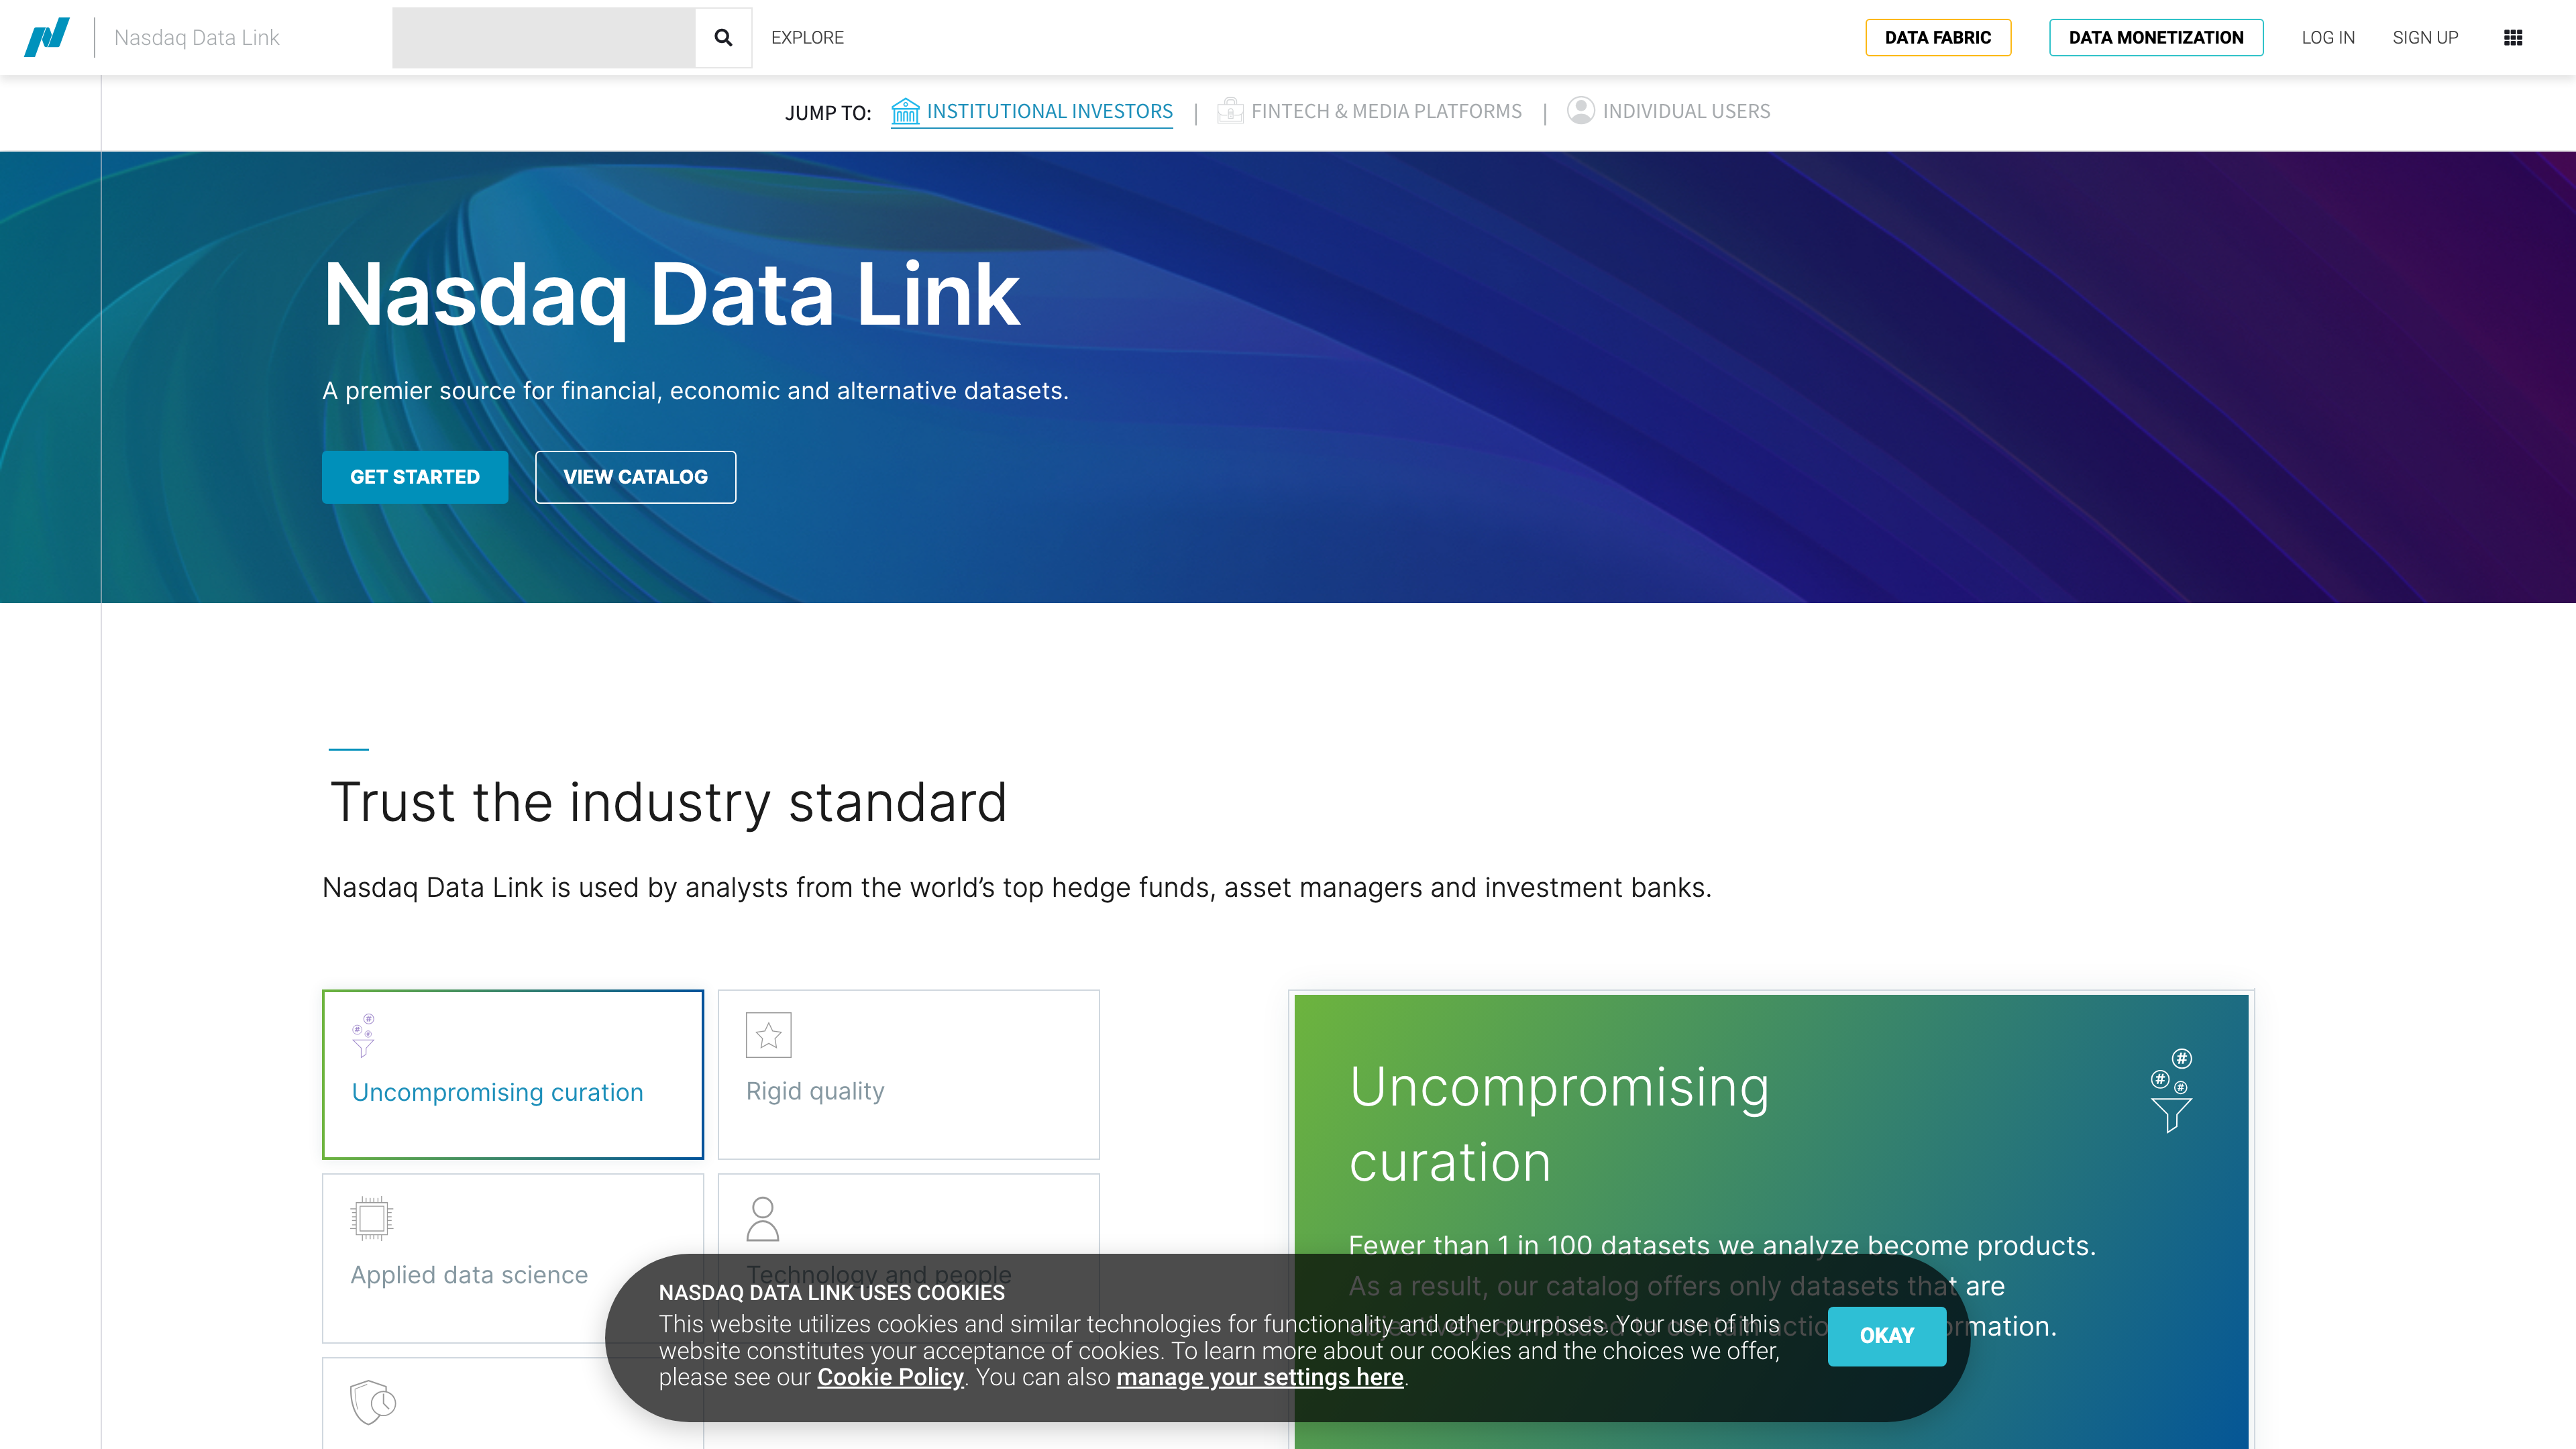 Nasdaq Data Link
EXPLORE
DATA FABRIC
DATA MONETIZATION
LOG IN
SIGN UP
JUMP TO:
INSTITUTIONAL INVESTORS
|
FINTECH & MEDIA PLATFORMS
|
INDIVIDUAL USERS
Nasdaq Data Link
A premier source for financial, economic and alternative datasets.
GET STARTED
VIEW CATALOG
Trust the industry standard
Nasdaq Data Link is used by analysts from the world's top hedge funds, asset managers and investment banks.
Uncompromising curation
Rigid quality
Applied data science
Technology and people
Uncompromising
curation
Fewer than 1 in 100 datasets we analyze become products.
As a result, our catalog offers only datasets that are
objectively concluded to contain
NASDAQ DATA LINK USES COOKIES
This website utilizes cookies and similar technologies for functionality and other purposes. Your use of this
website constitutes your acceptance of cookies. To learn more about our cookies and the choices we offer,
please see our Cookie Policy. You can also manage your settings here.
OKAY